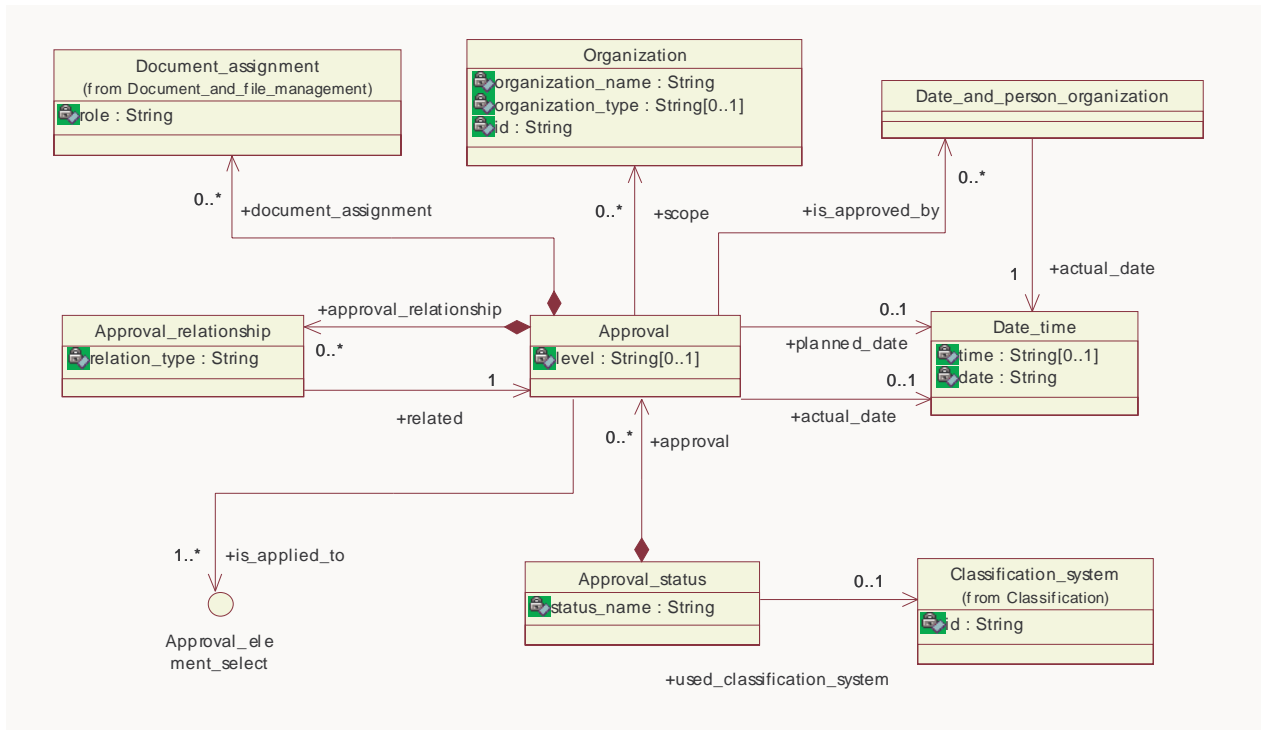 Document_assignment
(from Document_and_file_management)
role : String
Organization
organization_name : String
organization_type : String[0..1]
id : String
Date_and_person_organization
0..*
+document_assignment
0..*
+scope
+is_approved_by
0..*
1
+actual_date
+approval_relationship
0..*
Approval_relationship
relation_type : String
1
+related
Approval
level : String[0..1]
0..1
+planned_date
0..1
+actual_date
Date_time
time : String[0..1]
date : String
0..*
+approval
1..*
+is_applied_to
Approval_ele
ment_select
Approval_status
status_name : String
0..1
+used_classification_system
Classification_system
(from Classification)
id : String